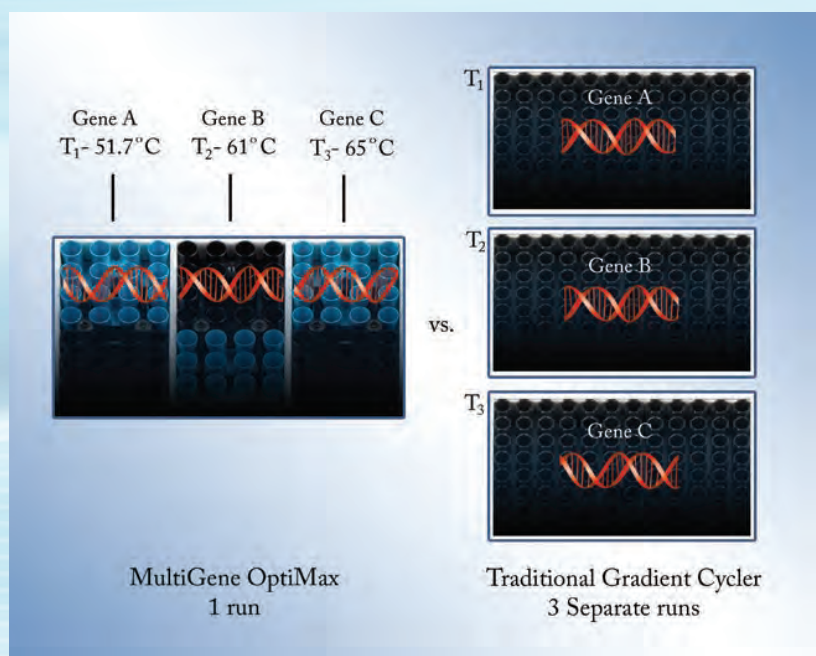 Gene A
T₁- 51.7°C
Gene B
T₂- 61°C
Gene C
T₃- 65°C
vs.
T₁
Gene A
T₂
Gene B
T₃
Gene C
MultiGene OptiMax
1 run
Traditional Gradient Cycler
3 Separate runs